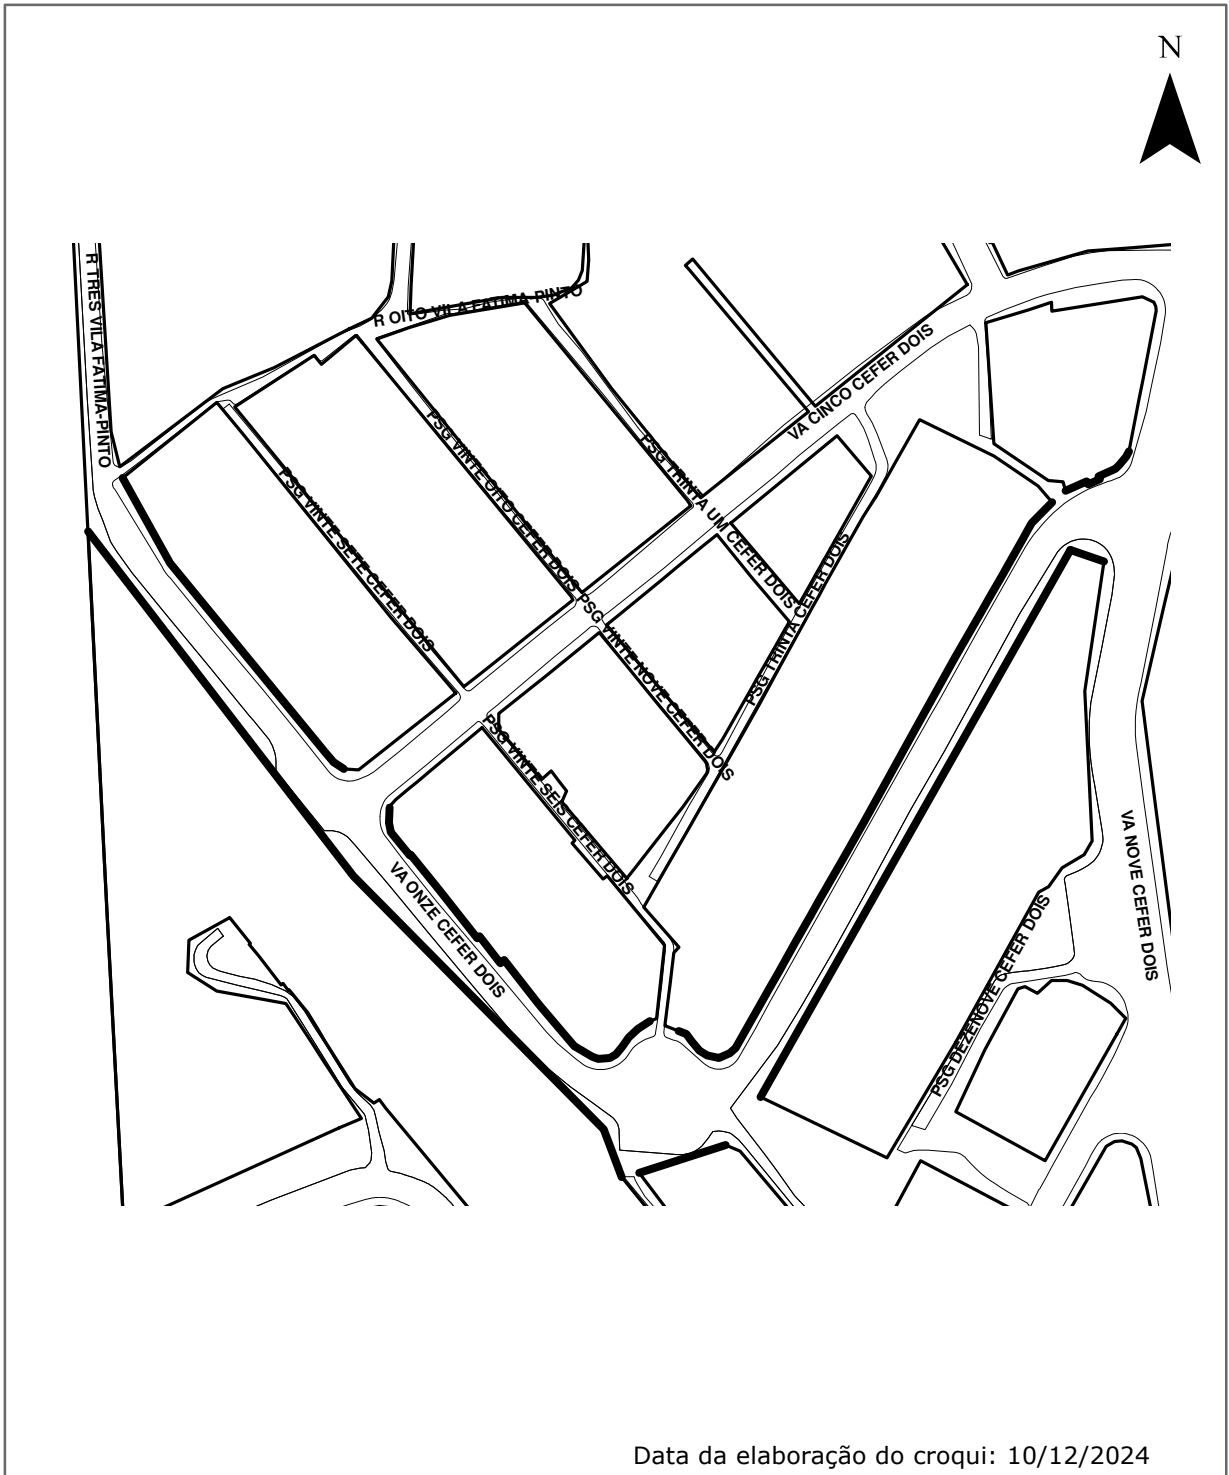 N
R TRES VILA FATIMA-PINTO
R OITO VILA FATIMA-PINTO
VA CINCO CEFER DOIS
PSG VINTE OITO CEFER DOIS
PSG TRINTA UM CEFER DOIS
PSG VINTE SETE CEFER DOIS
PSG TRINTA CEFER DOIS
PSG VINTE NOVE CEFER DOIS
PSG VINTE SEIS CEFER DOIS
VA ONZE CEFER DOIS
VA NOVE CEFER DOIS
PSG DEZENOVE CEFER DOIS
Data da elaboração do croqui: 10/12/2024